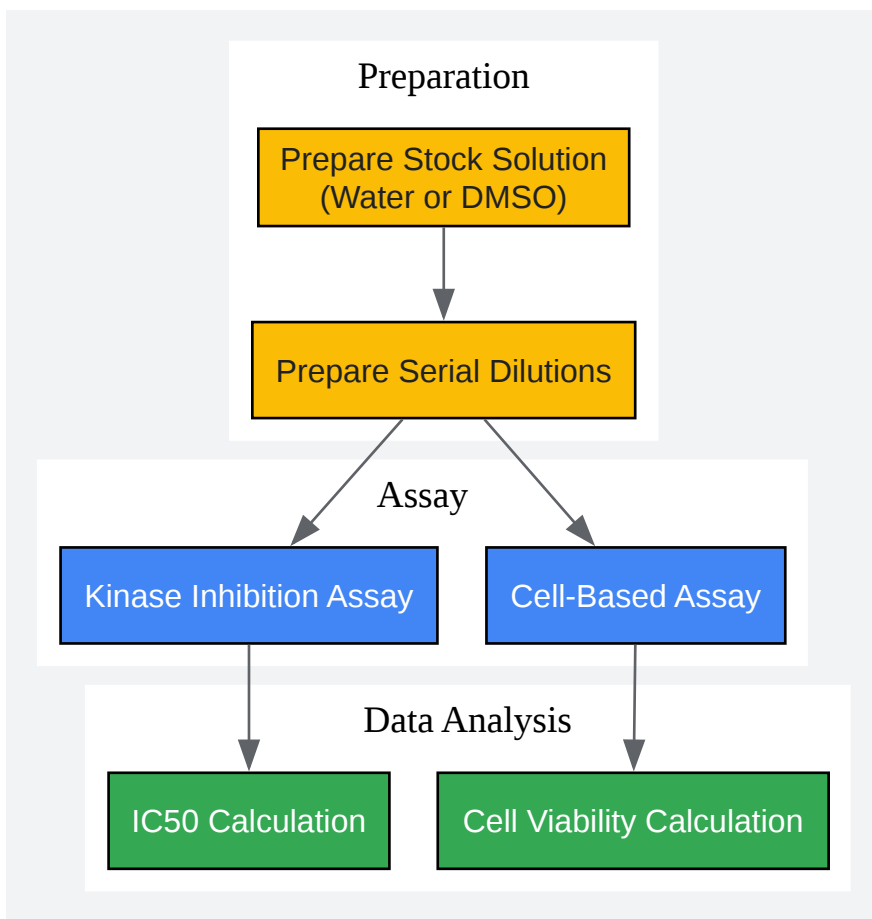 Preparation
Prepare Stock Solution
(Water or DMSO)
Prepare Serial Dilutions
Assay
Kinase Inhibition Assay
Cell-Based Assay
Data Analysis
IC50 Calculation
Cell Viability Calculation